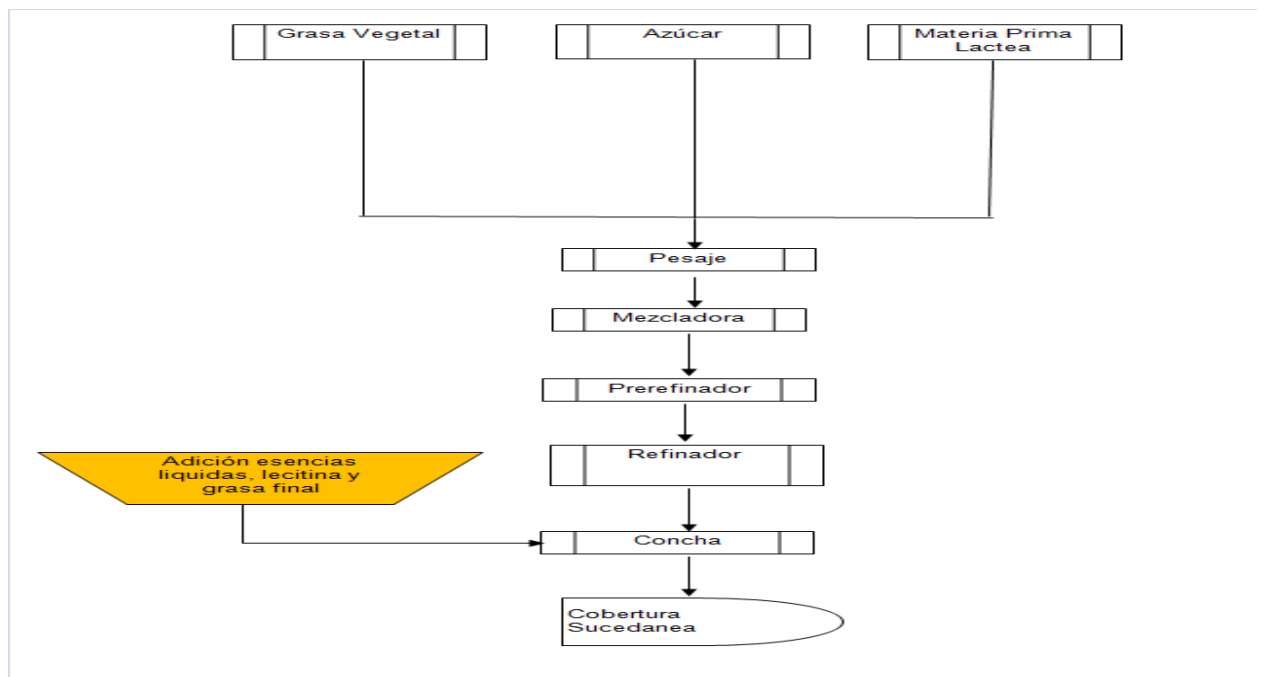 Grasa Vegetal
Azúcar
Materia Prima
Lactea
Pesaje
Mezcladora
Prerefinador
Refinador
Adición esencias
liquidas, lecitina y
grasa final
Concha
Cobertura
Sucedanea